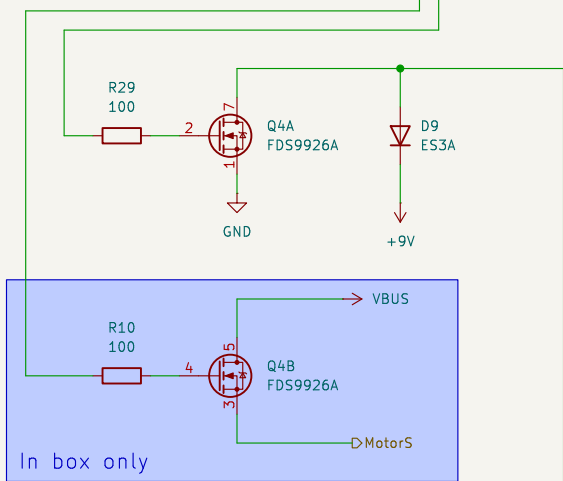 R29
100
7
2
1
Q4A
FDS9926A
D9
ES3A
GND
+9V
R10
100
5
4
3
Q4B
FDS9926A
VBUS
MotorS
In box only